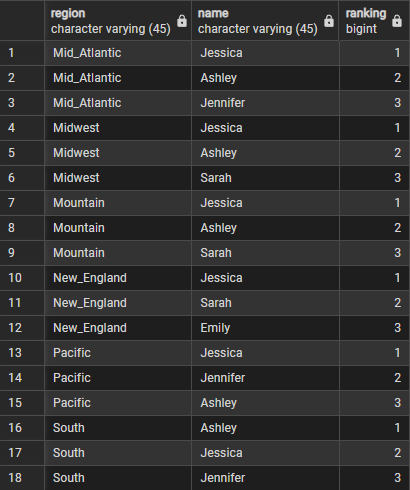 region name ranking
character varying (45) character varying (45) bigint
1 Mid_Atlantic Jessica 1
2 Mid_Atlantic Ashley 2
3 Mid_Atlantic Jennifer 3
4 Midwest Jessica 1
5 Midwest Ashley 2
6 Midwest Sarah 3
7 Mountain Jessica 1
8 Mountain Ashley 2
9 Mountain Sarah 3
10 New_England Jessica 1
11 New_England Sarah 2
12 New_England Emily 3
13 Pacific Jessica 1
14 Pacific Jennifer 2
15 Pacific Ashley 3
16 South Ashley 1
17 South Jessica 2
18 South Jennifer 3